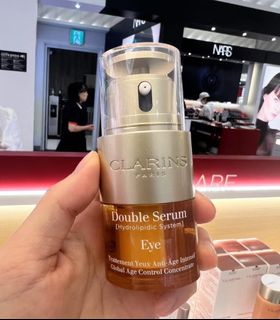 NARS
CLARINS
PARIS
Double Serum
[Hydrolipidic System]
Eye
Traitement Yeux Anti-Âge Intensif
Global Age Control Concentrate